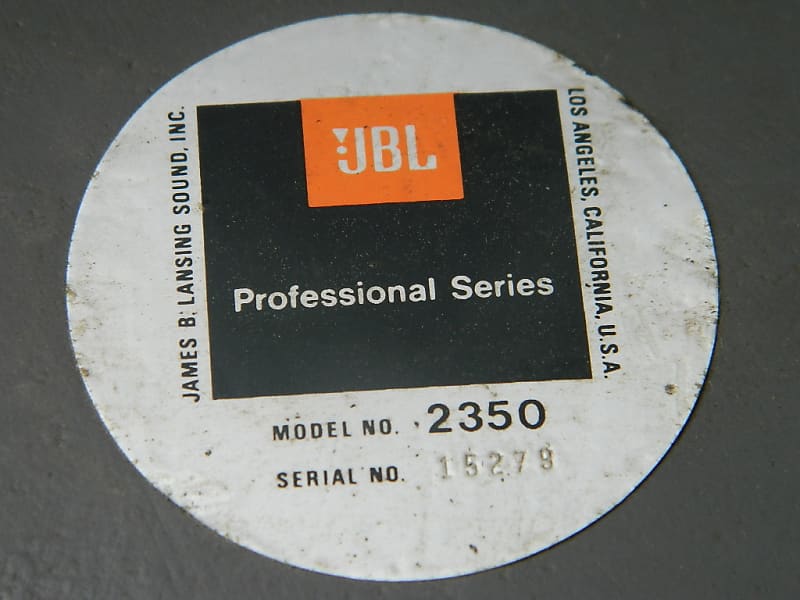 JBL
Professional Series
JAMES B. LANSING SOUND, INC.
LOS ANGELES, CALIFORNIA, U.S.A.
MODEL NO. 2350
SERIAL NO. 15279